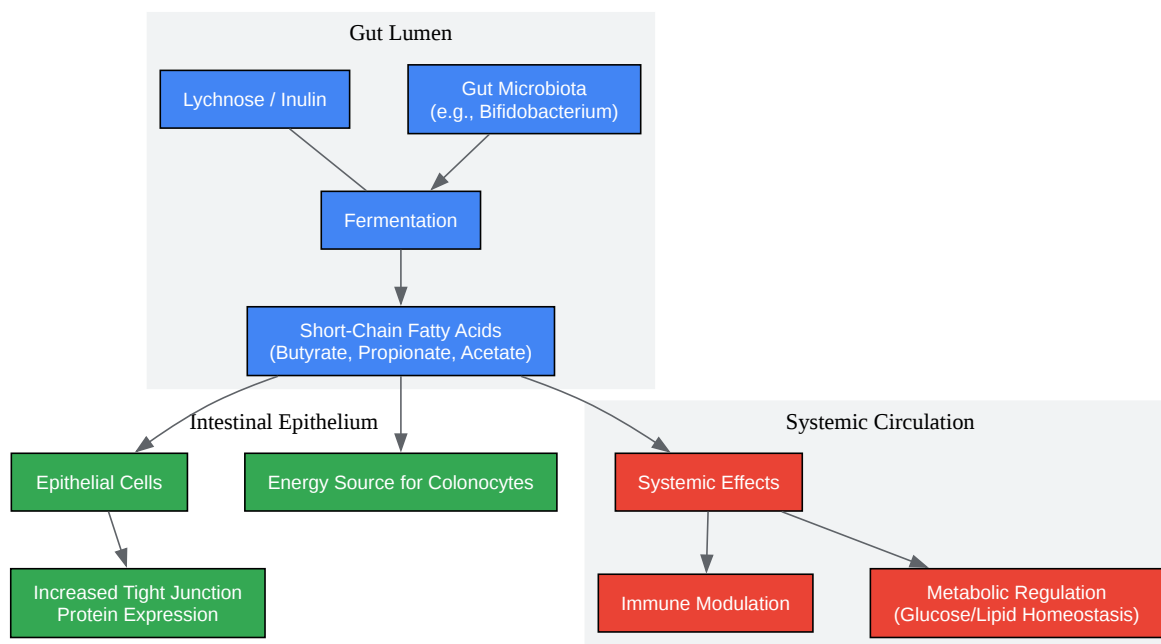 Gut Lumen
Lychnose / Inulin
Gut Microbiota
(e.g., Bifidobacterium)
Fermentation
Short-Chain Fatty Acids
(Butyrate, Propionate, Acetate)
Intestinal Epithelium
Systemic Circulation
Epithelial Cells
Energy Source for Colonocytes
Systemic Effects
Increased Tight Junction
Protein Expression
Immune Modulation
Metabolic Regulation
(Glucose/Lipid Homeostasis)